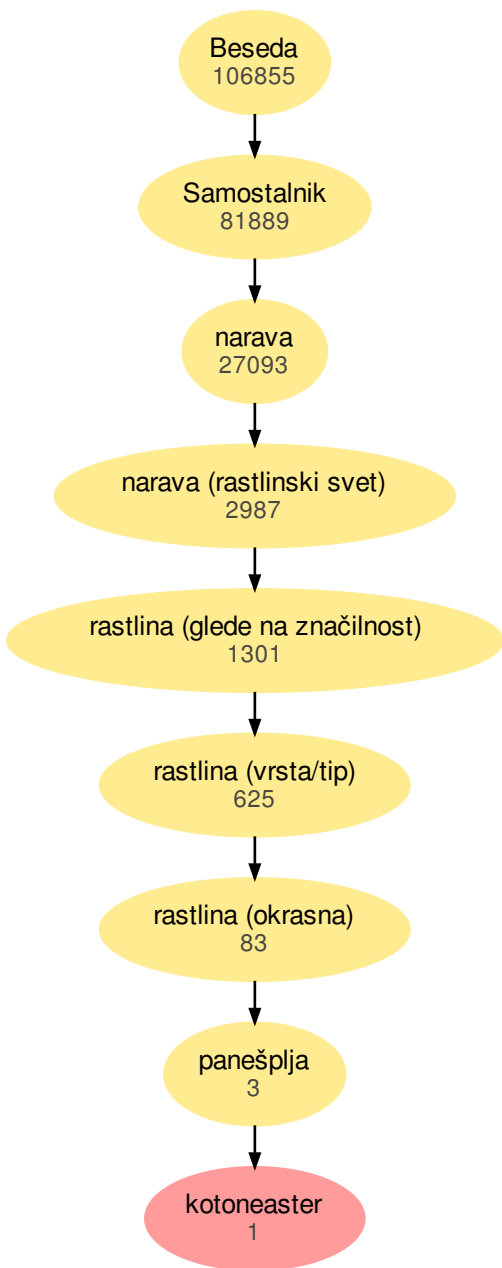 Beseda
106855
Samostalnik
81889
narava
27093
narava (rastlinski svet)
2987
rastlina (glede na značilnost)
1301
rastlina (vrsta/tip)
625
rastlina (okrasna)
83
panešplja
3
kotoneaster
1